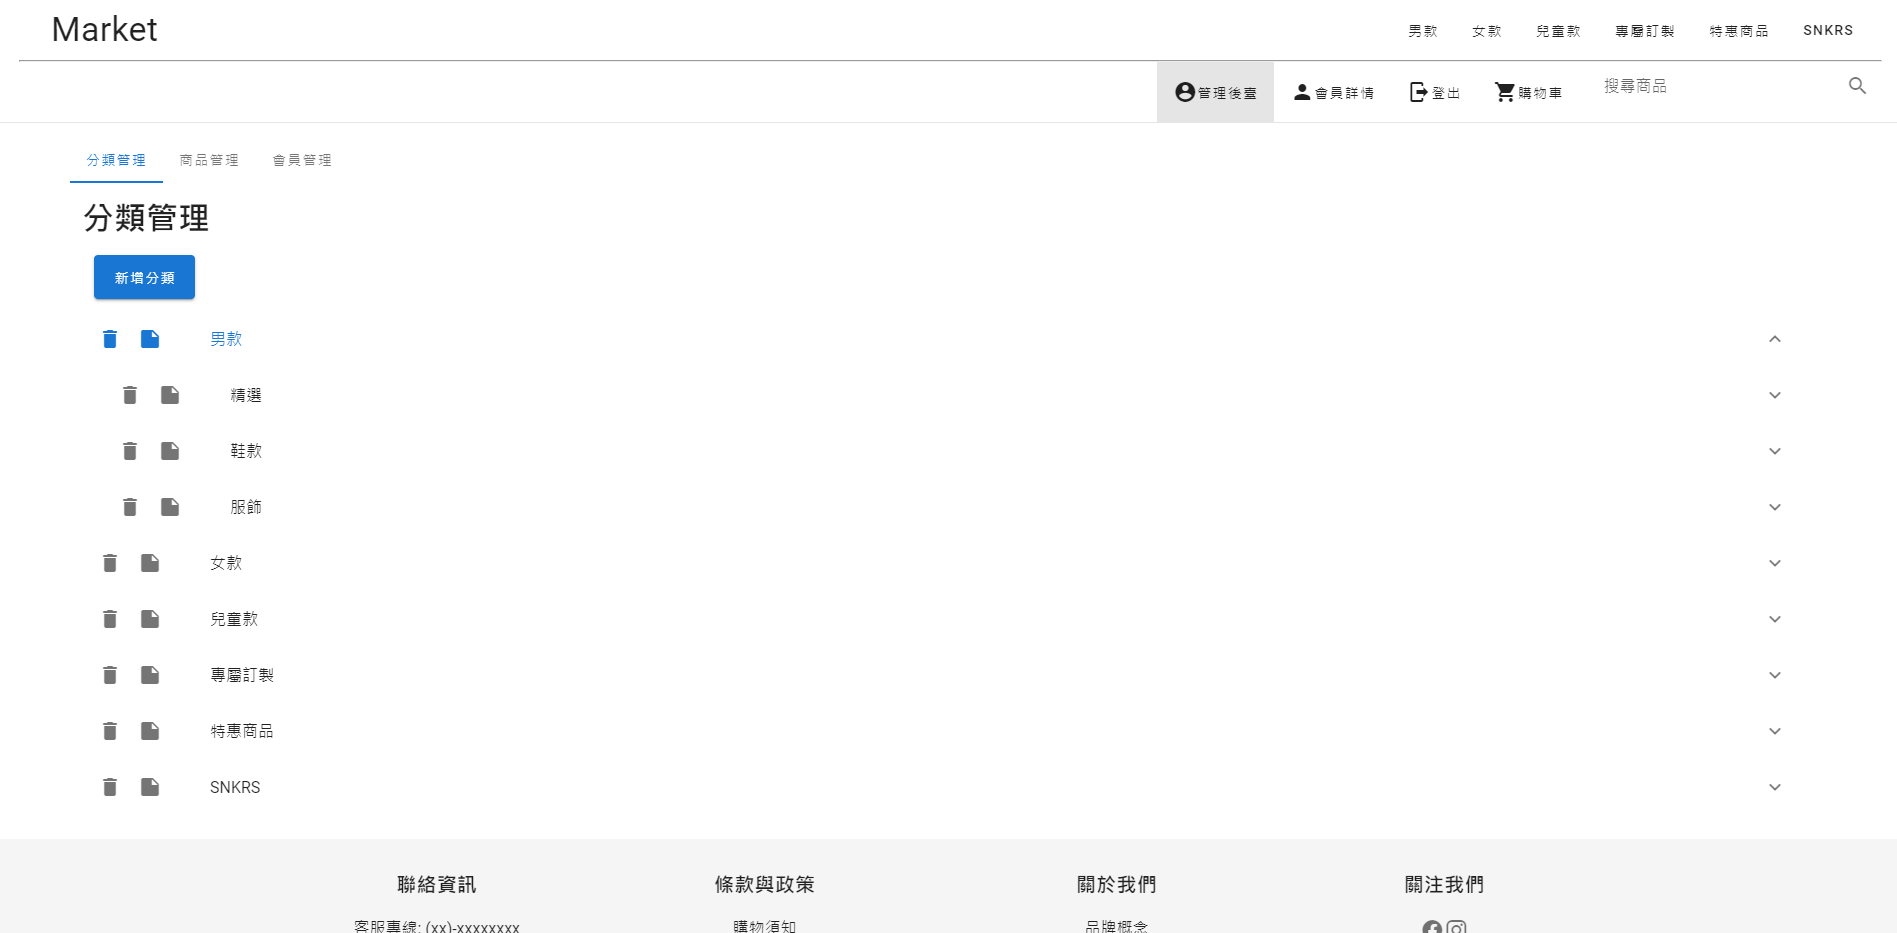 Market
男款 女款 兒童款 專屬訂製 特惠商品 SNKRS
管理後臺 會員詳情 登出 購物車 搜尋商品
分類管理 商品管理 會員管理
分類管理
新增分類
男款
精選
鞋款
服飾
女款
兒童款
專屬訂製
特惠商品
SNKRS
聯絡資訊 條款與政策 關於我們 關注我們
客服專線: (xx)-xxxxxxxx 購物須知 品牌概念